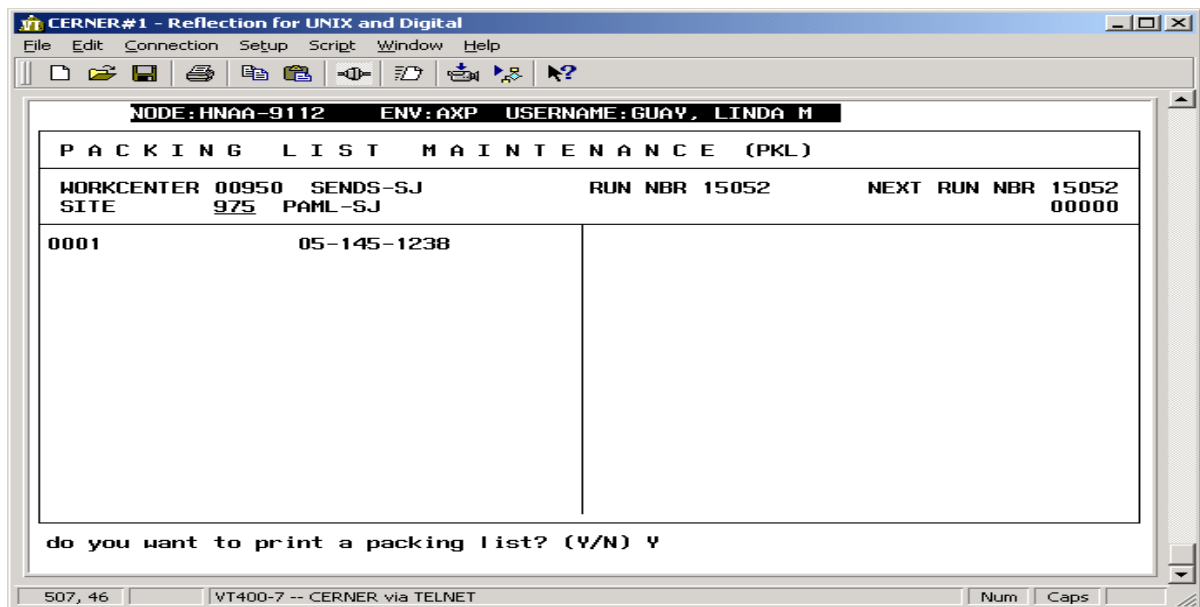 CERNER#1 - Reflection for UNIX and Digital
File Edit Connection Setup Script Window Help
NODE:HNAA-9112 ENV:AXP USERNAME:GUAY, LINDA M
PACKING LIST MAINTENANCE (PKL)
WORKCENTER 00950 SENDS-SJ RUN NBR 15052 NEXT RUN NBR 15052
SITE 975 PAML-SJ 00000
0001 05-145-1238
do you want to print a packing list? (Y/N) Y
507, 46 VT400-7 -- CERNER via TELNET Num Caps